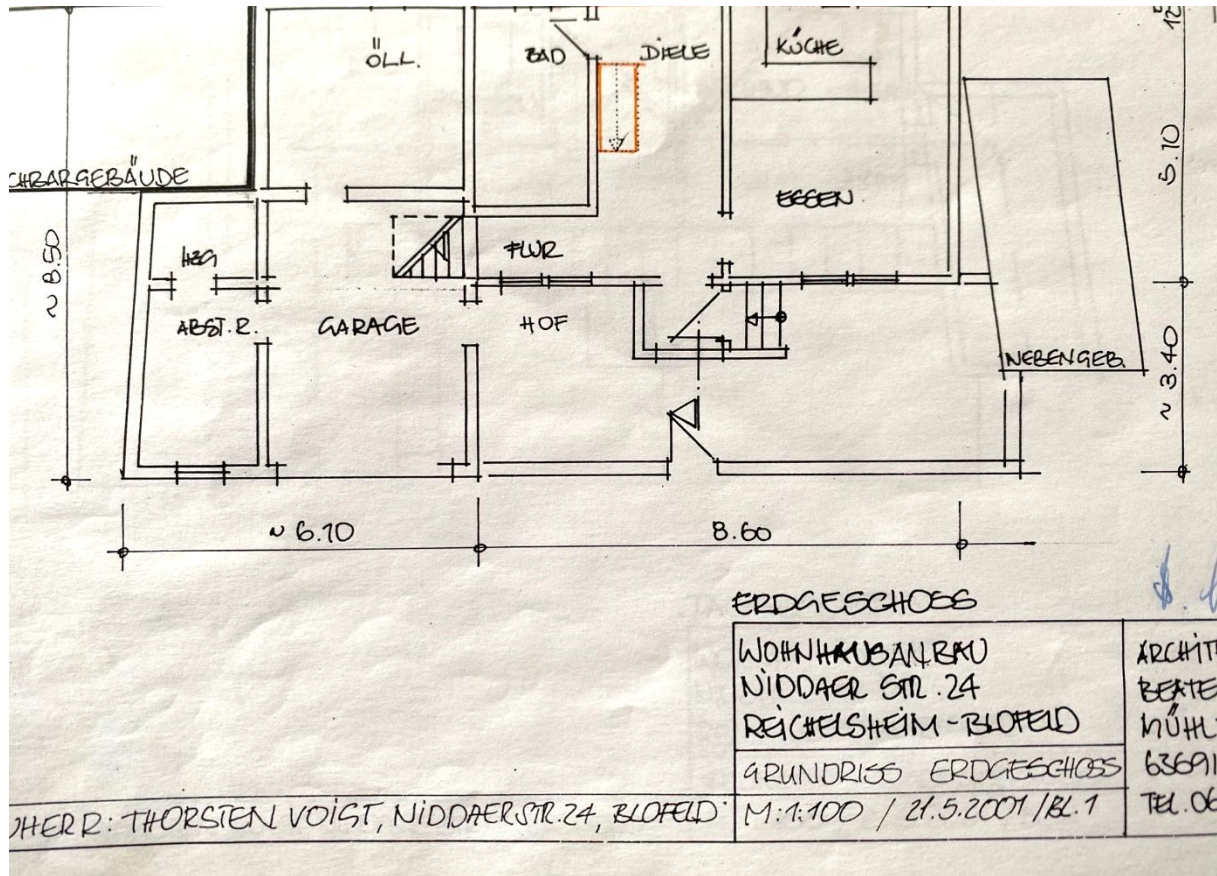 ÖLL.
BAD
DIELE
KÜCHE
12
CHBARGEBÄUDE
5.10
ESSEN
~ 8.50
HZG
FLUR
ABST.R.
GARAGE
HOF
NEBENGEB.
~ 3.40
~ 6.10
8.60
ERDGESCHOSS
WOHNHAUSANBAU
NIDDAER STR.24
REICHELSHEIM-BLOFELD
GRUNDRISS ERDGESCHOSS
M:1:100 / 21.5.2001 /BL.1
ARCHIT
BEATE
MÜHL
63691
TEL.06
HERR: THORSTEN VOIGT, NIDDAERSTR.24, BLOFELD